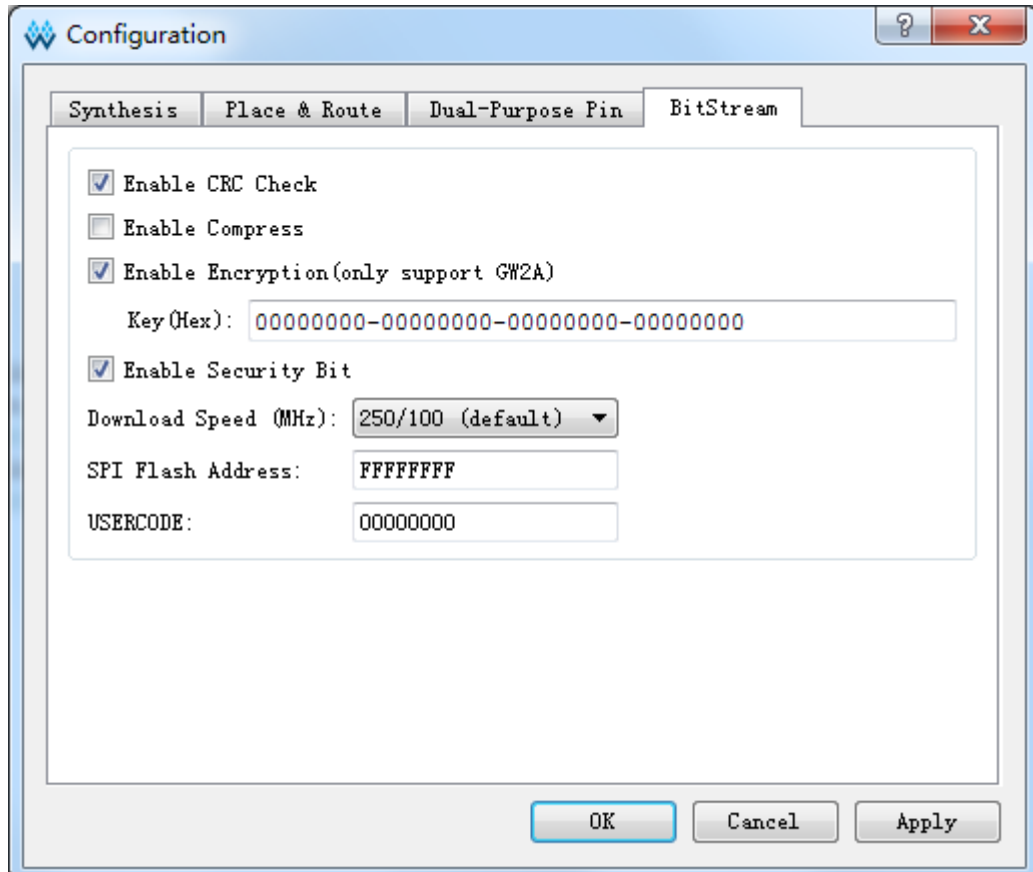 Configuration
Synthesis Place & Route Dual-Purpose Pin BitStream
Enable CRC Check
Enable Compress
Enable Encryption(only support GW2A)
Key(Hex): 00000000-00000000-00000000-00000000
Enable Security Bit
Download Speed (MHz): 250/100 (default)
SPI Flash Address: FFFFFFFF
USERCODE: 00000000
OK Cancel Apply